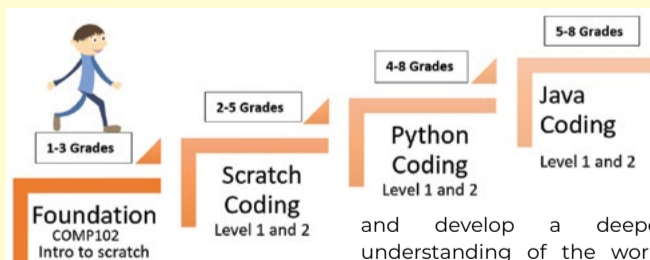 1-3 Grades
Foundation
COMP102
Intro to scratch
2-5 Grades
Scratch
Coding
Level 1 and 2
4-8 Grades
Python
Coding
Level 1 and 2
5-8 Grades
Java
Coding
Level 1 and 2
and develop a
understanding of the